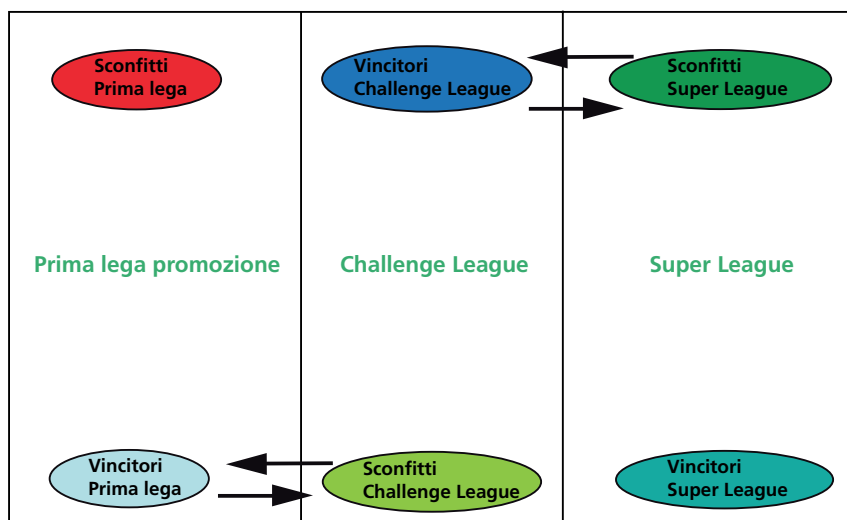 Sconfitti
Prima lega
Vincitori
Challenge League
Sconfitti
Super League
Prima lega promozione
Challenge League
Super League
Vincitori
Prima lega
Sconfitti
Challenge League
Vincitori
Super League